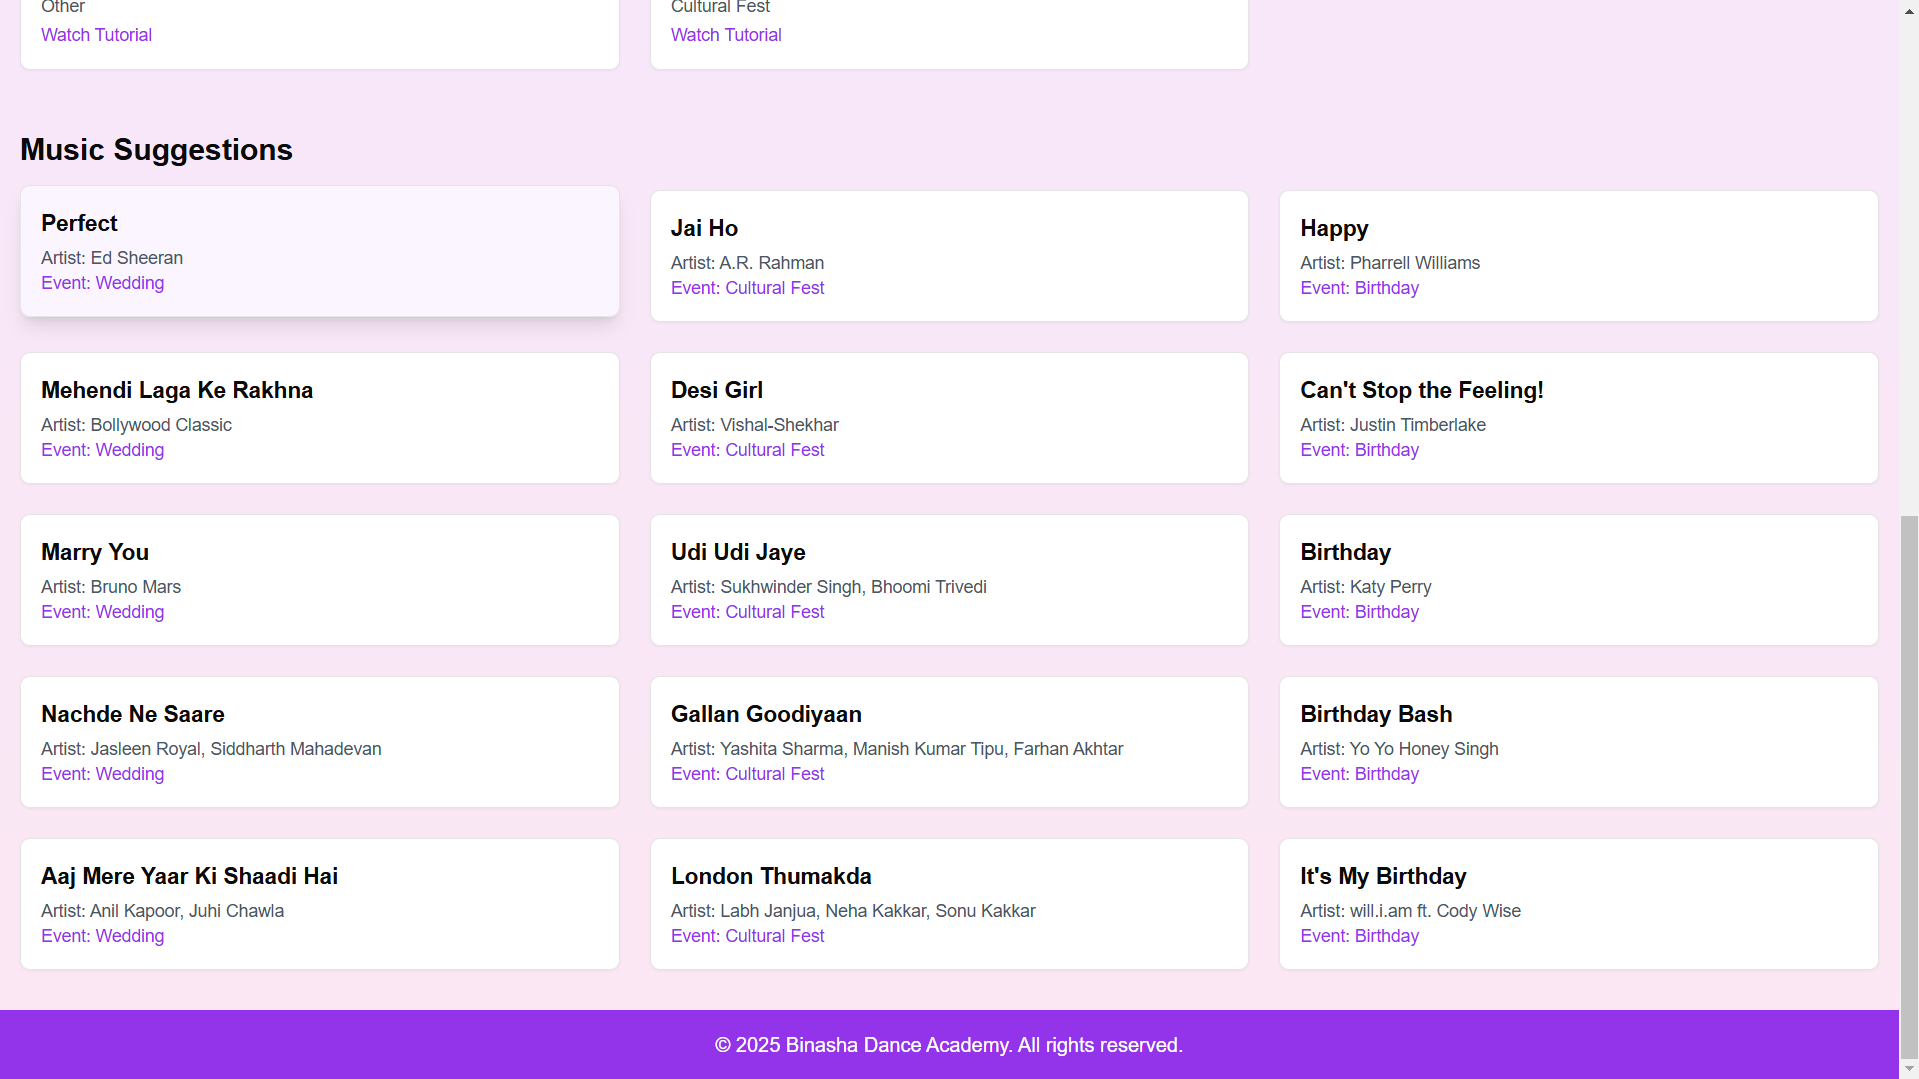 Other
Watch Tutorial
Cultural Fest
Watch Tutorial
Music Suggestions
Perfect
Artist: Ed Sheeran
Event: Wedding
Jai Ho
Artist: A.R. Rahman
Event: Cultural Fest
Happy
Artist: Pharrell Williams
Event: Birthday
Mehendi Laga Ke Rakhna
Artist: Bollywood Classic
Event: Wedding
Desi Girl
Artist: Vishal-Shekhar
Event: Cultural Fest
Can't Stop the Feeling!
Artist: Justin Timberlake
Event: Birthday
Marry You
Artist: Bruno Mars
Event: Wedding
Udi Udi Jaye
Artist: Sukhwinder Singh, Bhoomi Trivedi
Event: Cultural Fest
Birthday
Artist: Katy Perry
Event: Birthday
Nachde Ne Saare
Artist: Jasleen Royal, Siddharth Mahadevan
Event: Wedding
Gallan Goodiyaan
Artist: Yashita Sharma, Manish Kumar Tipu, Farhan Akhtar
Event: Cultural Fest
Birthday Bash
Artist: Yo Yo Honey Singh
Event: Birthday
Aaj Mere Yaar Ki Shaadi Hai
Artist: Anil Kapoor, Juhi Chawla
Event: Wedding
London Thumakda
Artist: Labh Janjua, Neha Kakkar, Sonu Kakkar
Event: Cultural Fest
It's My Birthday
Artist: will.i.am ft. Cody Wise
Event: Birthday
© 2025 Binasha Dance Academy. All rights reserved.